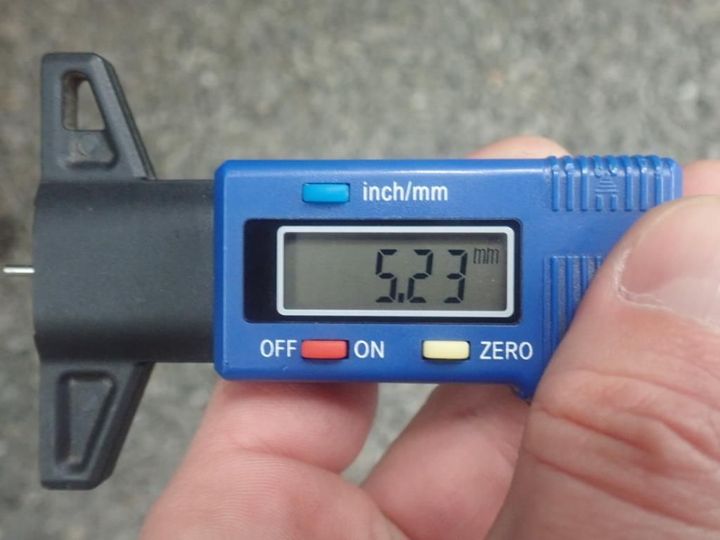 inch/mm
5.23 mm
OFF ON ZERO